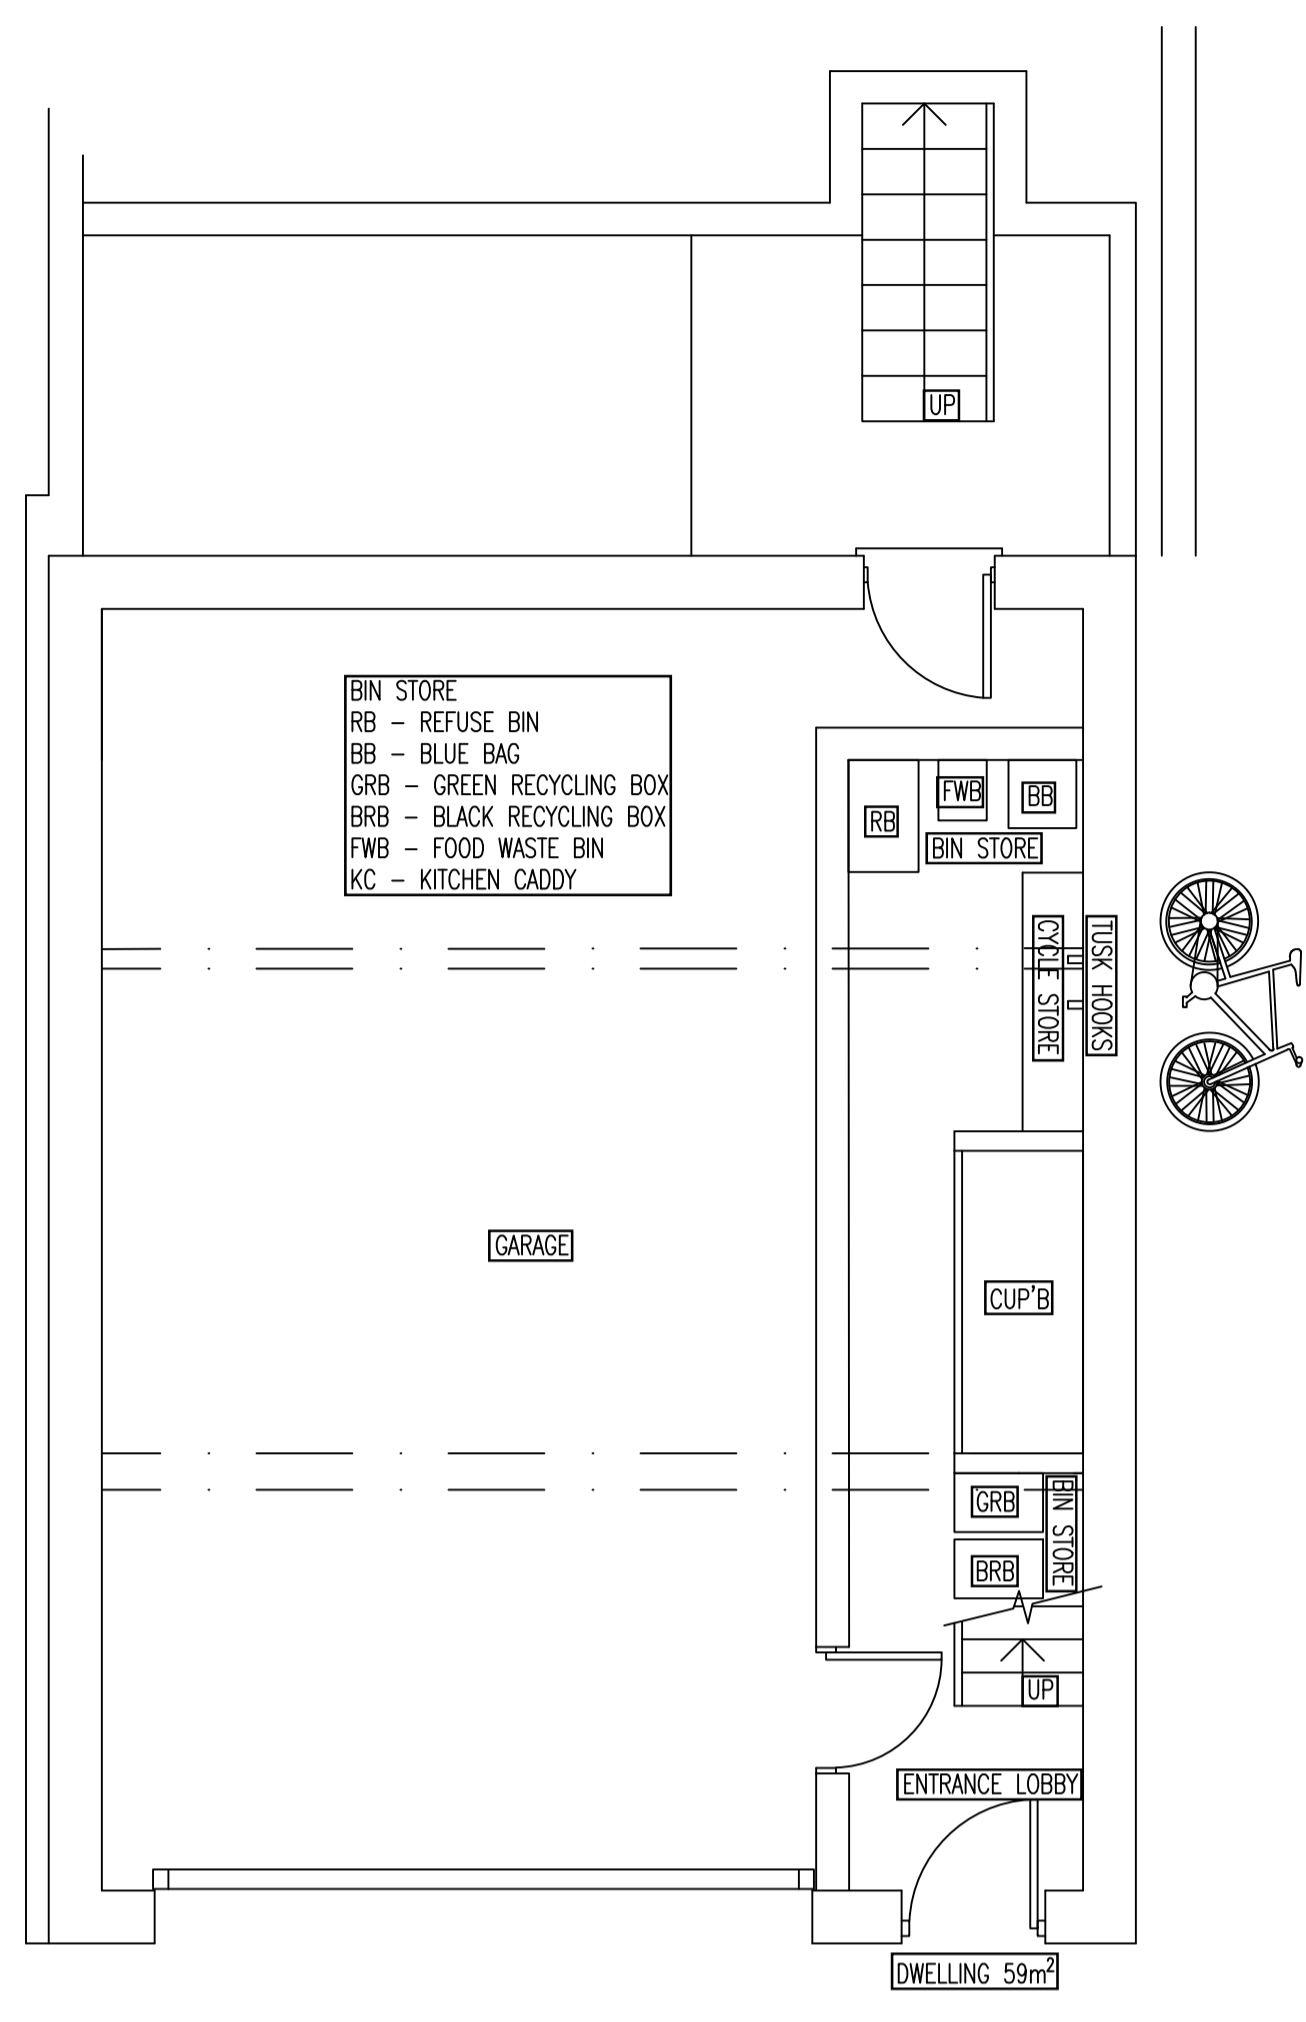 UP
BIN STORE
RB - REFUSE BIN
BB - BLUE BAG
GRB - GREEN RECYCLING BOX
BRB - BLACK RECYCLING BOX
FWB - FOOD WASTE BIN
KC - KITCHEN CADDY
FWB
BB
RB
BIN STORE
CYCLE STORE
TUSK HOOKS
GARAGE
CUP'B
GRB
BIN STORE
BRB
UP
ENTRANCE LOBBY
DWELLING 59m²